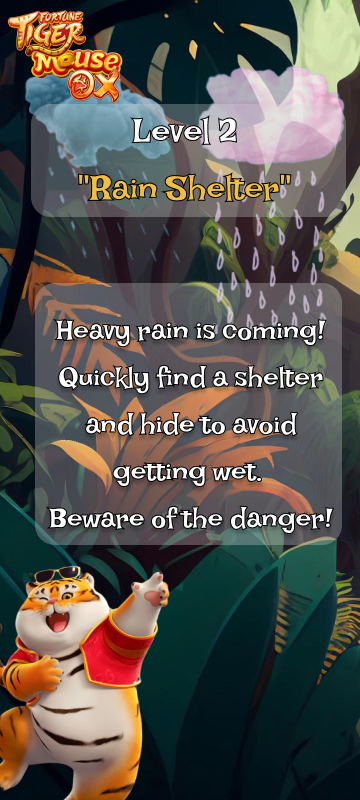 FORTUNE
TIGER
Mouse
OX
Level 2
"Rain Shelter"
Heavy rain is coming!
Quickly find a shelter
and hide to avoid
getting wet.
Beware of the danger!